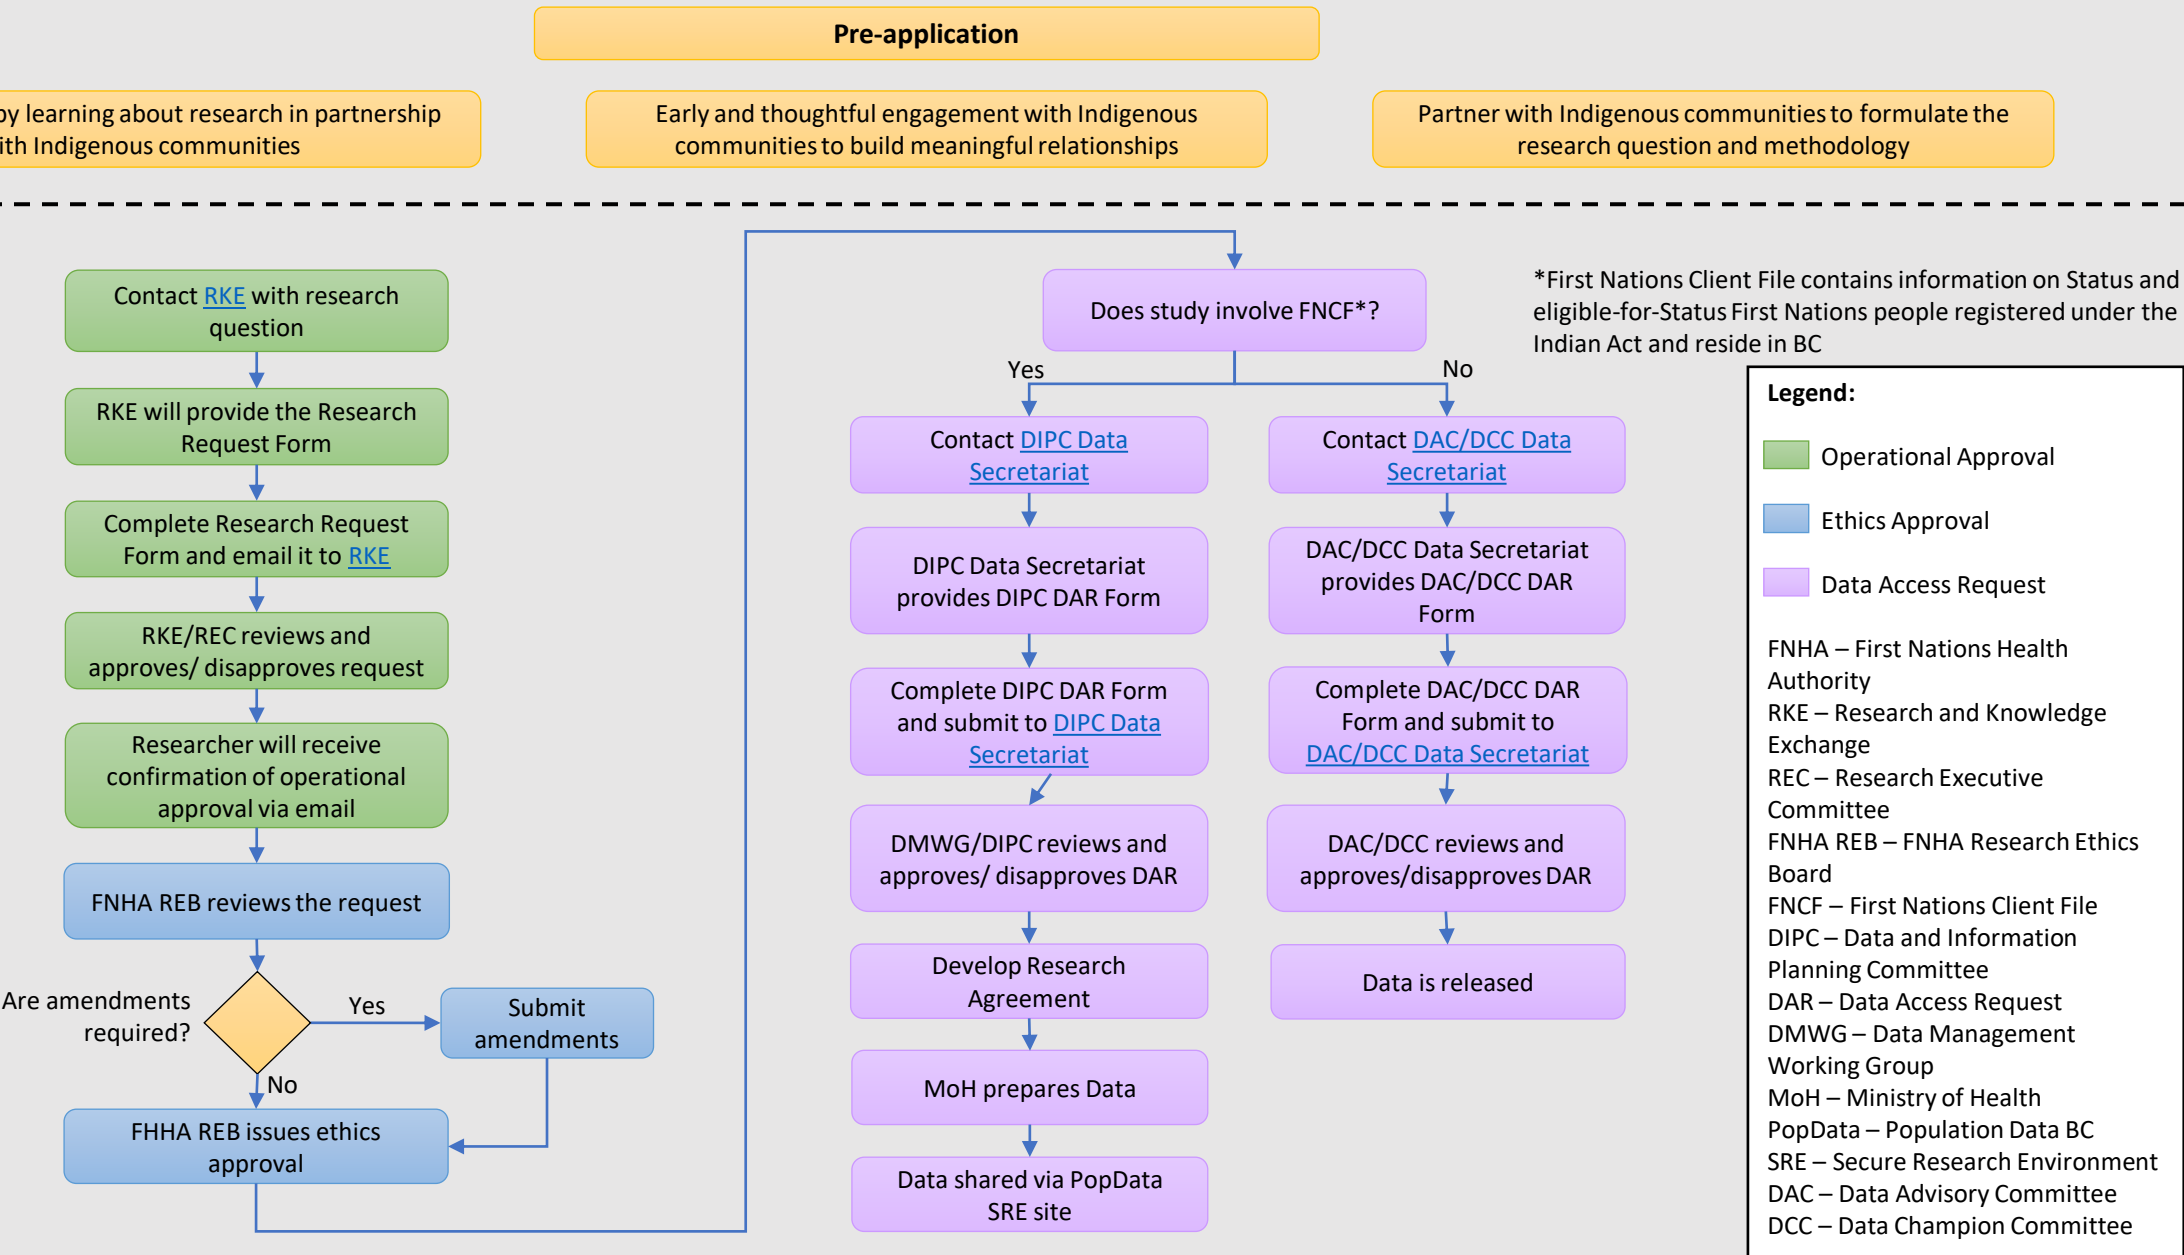 Pre-application
by learning about research in partnership
ith Indigenous communities
Early and thoughtful engagement with Indigenous
communities to build meaningful relationships
Partner with Indigenous communities to formulate the
research question and methodology
Contact RKE with research
question
RKE will provide the Research
Request Form
Complete Research Request
Form and email it to RKE
RKE/REC reviews and
approves/ disapproves request
Researcher will receive
confirmation of operational
approval via email
FNHA REB reviews the request
Are amendments
required?
Yes
Submit
amendments
No
FHHA REB issues ethics
approval
Does study involve FNCF*?
Yes
No
Contact DIPC Data
Secretariat
DIPC Data Secretariat
provides DIPC DAR Form
Complete DIPC DAR Form
and submit to DIPC Data
Secretariat
DMWG/DIPC reviews and
approves/ disapproves DAR
Develop Research
Agreement
MoH prepares Data
Data shared via PopData
SRE site
Contact DAC/DCC Data
Secretariat
DAC/DCC Data Secretariat
provides DAC/DCC DAR
Form
Complete DAC/DCC DAR
Form and submit to
DAC/DCC Data Secretariat
DAC/DCC reviews and
approves/disapproves DAR
Data is released
*First Nations Client File contains information on Status and
eligible-for-Status First Nations people registered under the
Indian Act and reside in BC
Legend:
Operational Approval
Ethics Approval
Data Access Request
FNHA – First Nations Health
Authority
RKE – Research and Knowledge
Exchange
REC – Research Executive
Committee
FNHA REB – FNHA Research Ethics
Board
FNCF – First Nations Client File
DIPC – Data and Information
Planning Committee
DAR – Data Access Request
DMWG – Data Management
Working Group
MoH – Ministry of Health
PopData – Population Data BC
SRE – Secure Research Environment
DAC – Data Advisory Committee
DCC – Data Champion Committee